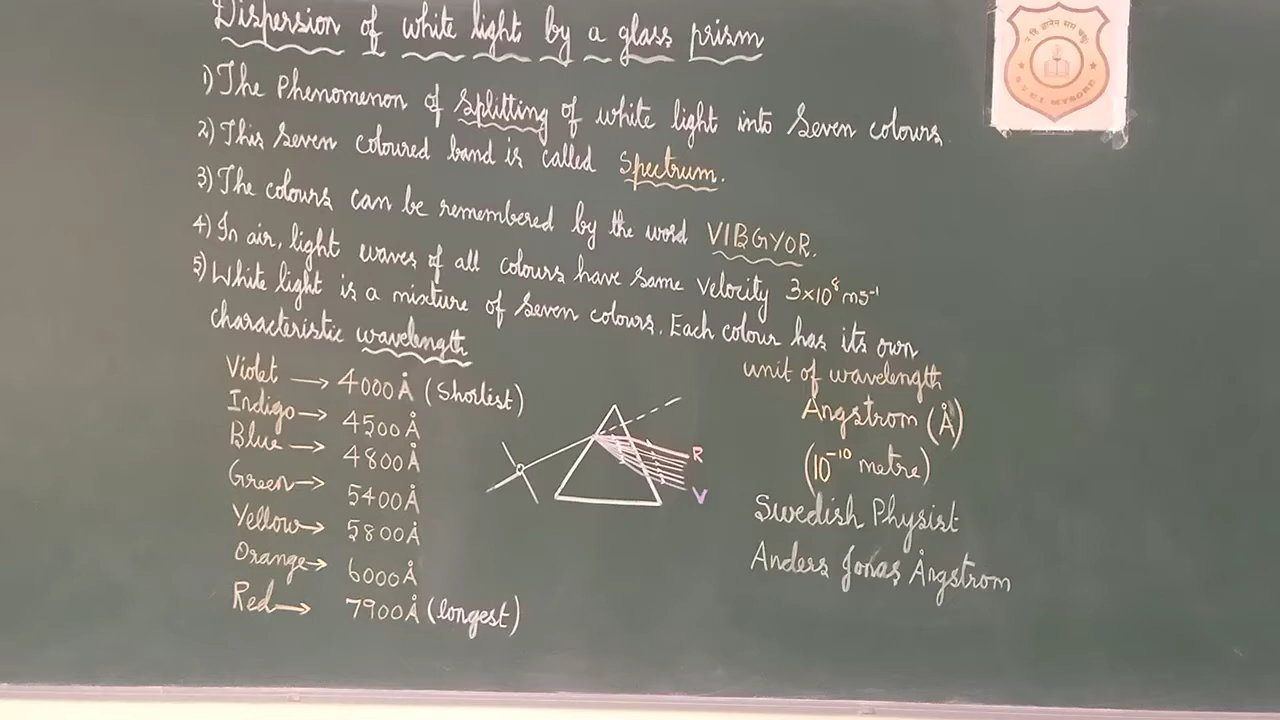 Dispersion of white light by a glass prism
1) The Phenomenon of Splitting of white light into Seven colours.
2) This Seven coloured band is called Spectrum.
3) The colours can be remembered by the word VIBGYOR.
4) In air, light waves of all colours have same velocity 3×10⁸ ms⁻¹
5) White light is a mixture of Seven colours. Each colour has its own
characteristic wavelength
Violet → 4000Å (Shortest)
Indigo → 4500Å
Blue → 4800Å
Green → 5400Å
Yellow → 5800Å
Orange → 6000Å
Red → 7900Å (longest)
R
V
unit of wavelength
Angstrom (Å)
(10⁻¹⁰ metre)
Swedish Physist
Anders Jonas Ångstrom
न हि ज्ञानेन सम चक्षुः
S.V.E.I. MYSORE